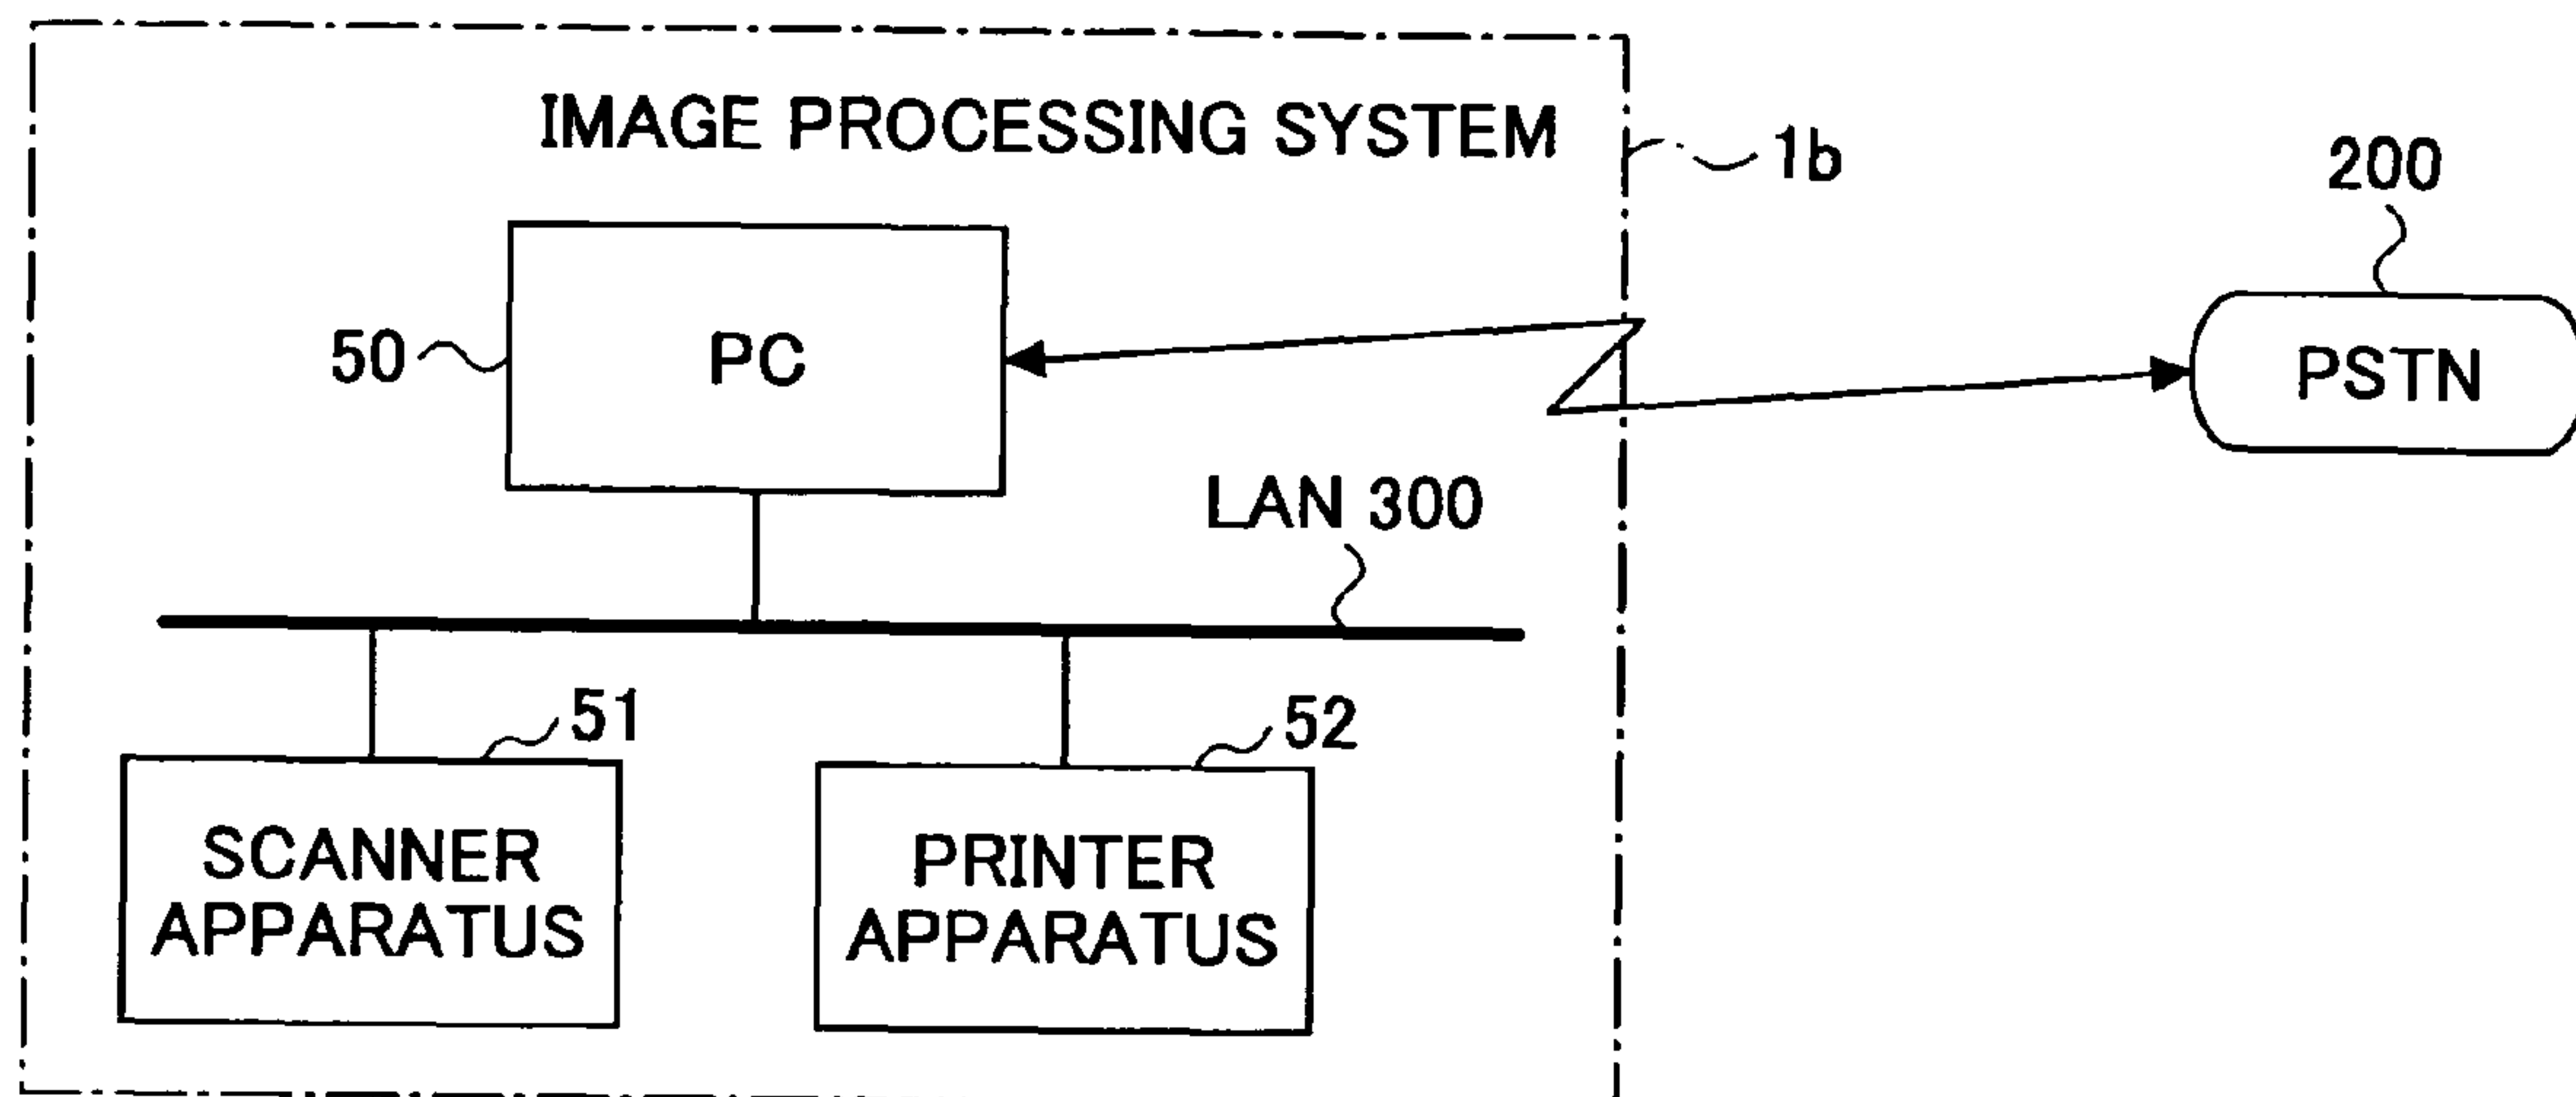 IMAGE PROCESSING SYSTEM
1b
200
50
PC
PSTN
LAN 300
51
52
SCANNER
APPARATUS
PRINTER
APPARATUS